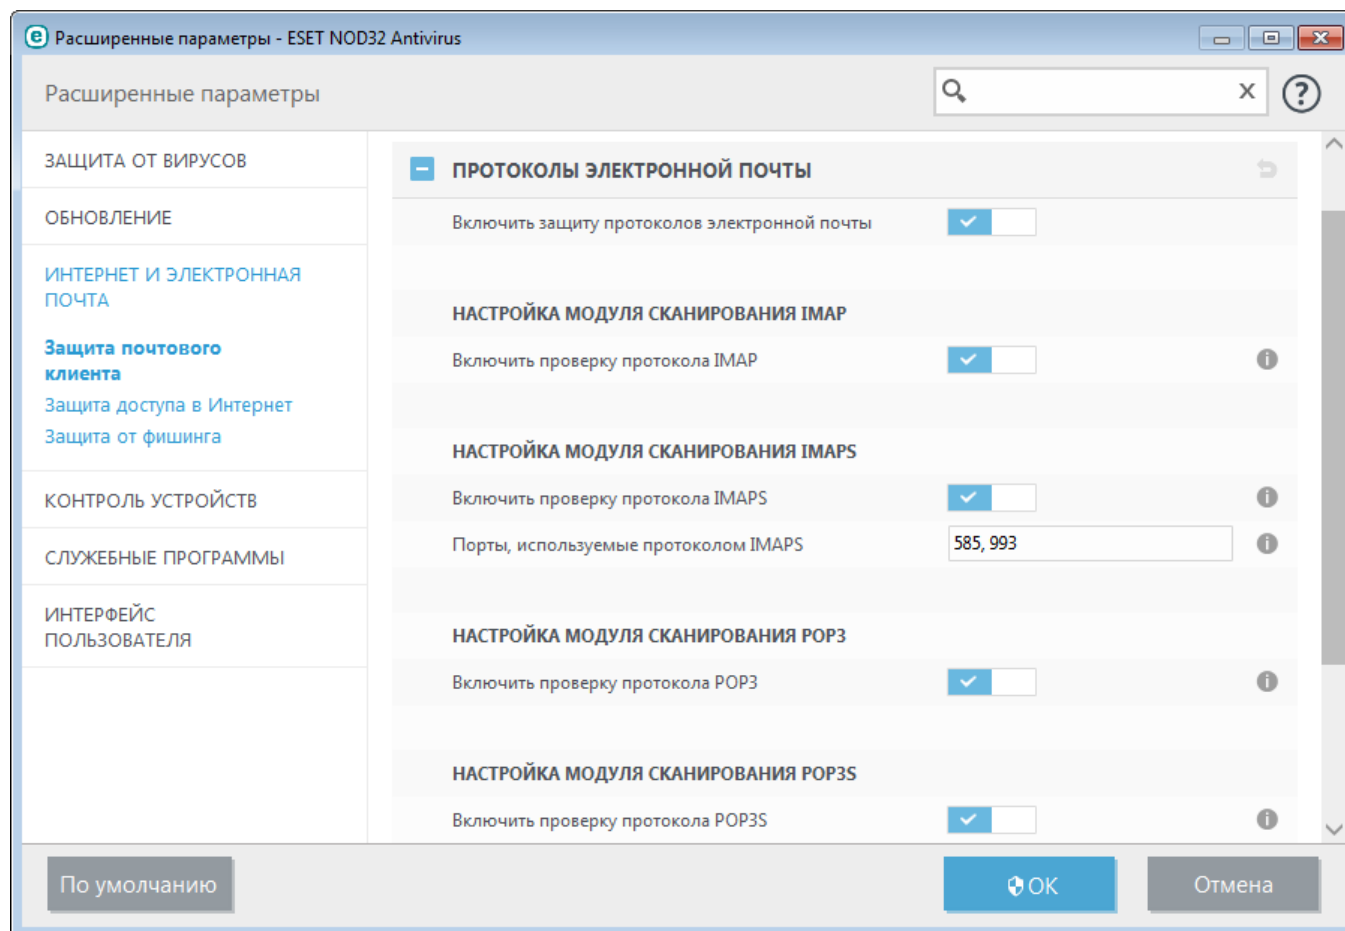 Расширенные параметры - ESET NOD32 Antivirus
Расширенные параметры
ЗАЩИТА ОТ ВИРУСОВ
ОБНОВЛЕНИЕ
ИНТЕРНЕТ И ЭЛЕКТРОННАЯ
ПОЧТА
Защита почтового
клиента
Защита доступа в Интернет
Защита от фишинга
КОНТРОЛЬ УСТРОЙСТВ
СЛУЖЕБНЫЕ ПРОГРАММЫ
ИНТЕРФЕЙС
ПОЛЬЗОВАТЕЛЯ
ПРОТОКОЛЫ ЭЛЕКТРОННОЙ ПОЧТЫ
Включить защиту протоколов электронной почты
НАСТРОЙКА МОДУЛЯ СКАНИРОВАНИЯ IMAP
Включить проверку протокола IMAP
НАСТРОЙКА МОДУЛЯ СКАНИРОВАНИЯ IMAPS
Включить проверку протокола IMAPS
Порты, используемые протоколом IMAPS
585, 993
НАСТРОЙКА МОДУЛЯ СКАНИРОВАНИЯ POP3
Включить проверку протокола POP3
НАСТРОЙКА МОДУЛЯ СКАНИРОВАНИЯ POP3S
Включить проверку протокола POP3S
По умолчанию
OK
Отмена